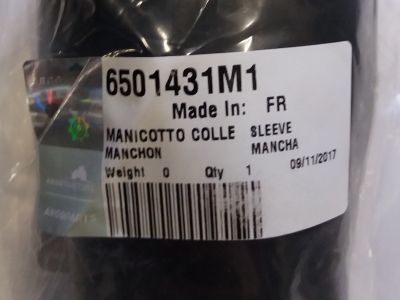 6501431M1
Made In: FR
MANICOTTO COLLE SLEEVE
MANCHON MANCHA
09/11/2017
Weight 0 Qty 1